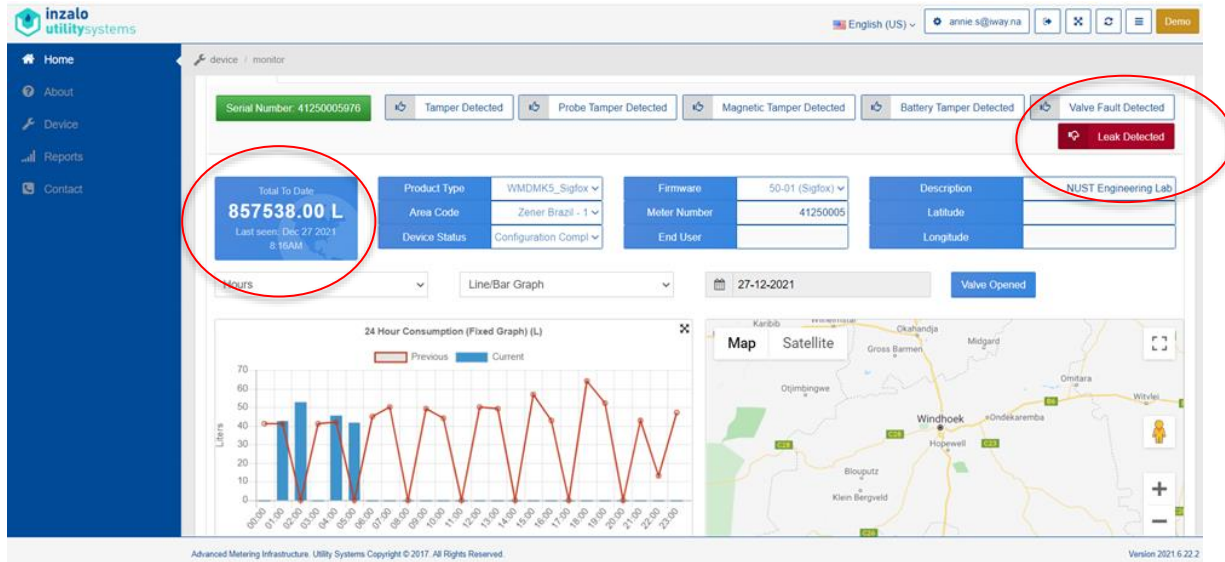 inzalo
utilitysystems
English (US)
annie.s@iway.na
Demo
Home
About
Device
Reports
Contact
device / monitor
Serial Number: 41250005976
Tamper Detected
Probe Tamper Detected
Magnetic Tamper Detected
Battery Tamper Detected
Valve Fault Detected
Leak Detected
Total To Date
857538.00 L
Last seen: Dec 27 2021
8:16AM
Product Type WMDMK5_Sigfox
Area Code Zener Brazil - 1
Device Status Configuration Compl
Firmware 50-01 (Sigfox)
Meter Number 41250005
End User
Description NUST Engineering Lab
Latitude
Longitude
Hours
Line/Bar Graph
27-12-2021
Valve Opened
24 Hour Consumption (Fixed Graph) (L)
Previous Current
Liters
70
60
50
40
30
20
10
0
00:00 01:00 02:00 03:00 04:00 05:00 06:00 07:00 08:00 09:00 10:00 11:00 12:00 13:00 14:00 15:00 16:00 17:00 18:00 19:00 20:00 21:00 22:00 23:00
Map Satellite
Karibib
Okahandja
Gross Barmen
Midgard
Otjimbingwe
Omitara
B6
Witvlei
Windhoek
Ondekaremba
C28
Hopewell
C23
C28
Blouputz
Klein Bergveld
Advanced Metering Infrastructure. Utility Systems Copyright © 2017. All Rights Reserved.
Version 2021.6.22.2